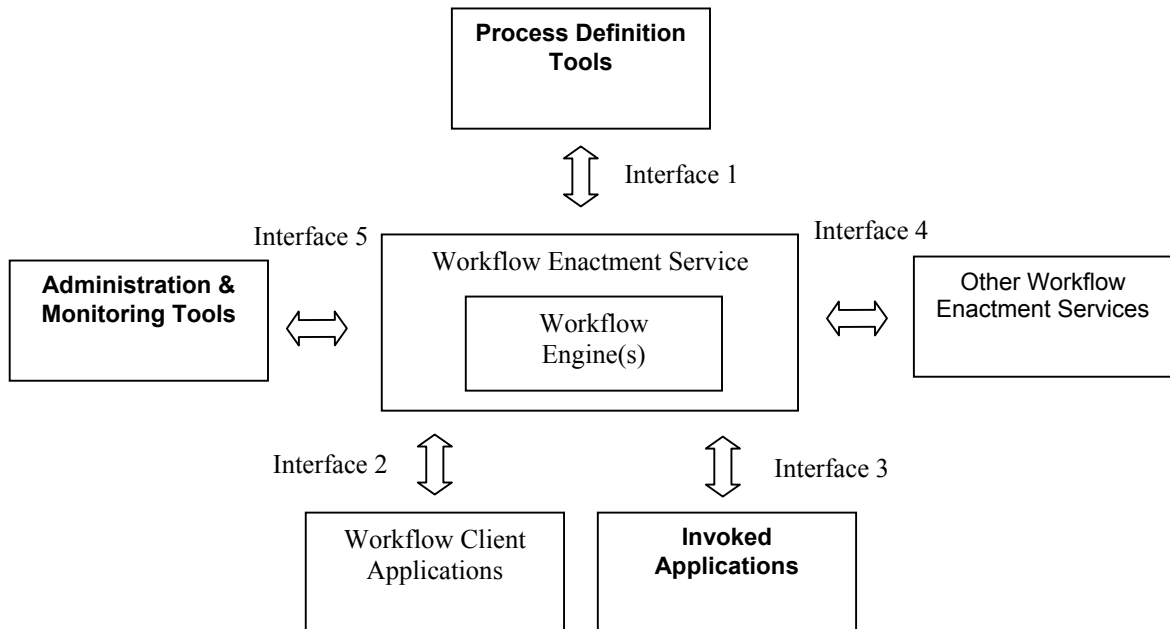 Process Definition
Tools
Interface 1
Interface 5
Interface 4
Workflow Enactment Service
Administration &
Monitoring Tools
Other Workflow
Enactment Services
Workflow
Engine(s)
Interface 2
Interface 3
Workflow Client
Applications
Invoked
Applications